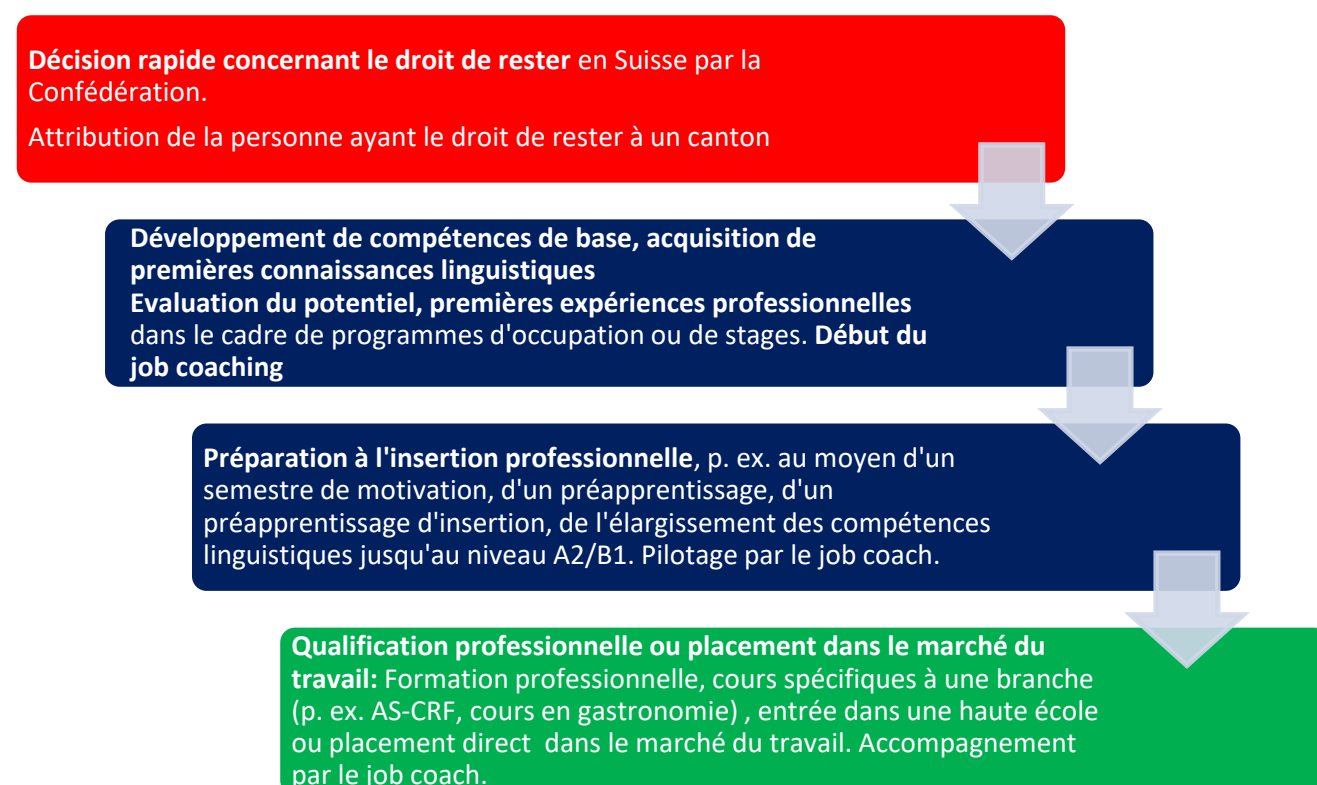 Décision rapide concernant le droit de rester en Suisse par la
Confédération.
Attribution de la personne ayant le droit de rester à un canton
Développement de compétences de base, acquisition de
premières connaissances linguistiques
Evaluation du potentiel, premières expériences professionnelles
dans le cadre de programmes d'occupation ou de stages. Début du
job coaching
Préparation à l'insertion professionnelle, p. ex. au moyen d'un
semestre de motivation, d'un préapprentissage, d'un
préapprentissage d'insertion, de l'élargissement des compétences
linguistiques jusqu'au niveau A2/B1. Pilotage par le job coach.
Qualification professionnelle ou placement dans le marché du
travail: Formation professionnelle, cours spécifiques à une branche
(p. ex. AS-CRF, cours en gastronomie) , entrée dans une haute école
ou placement direct  dans le marché du travail. Accompagnement
par le job coach.